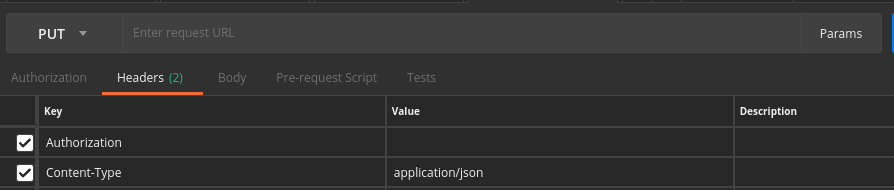 PUT Enter request URL Params
Authorization Headers (2) Body Pre-request Script Tests
Key Value Description
Authorization
Content-Type application/json